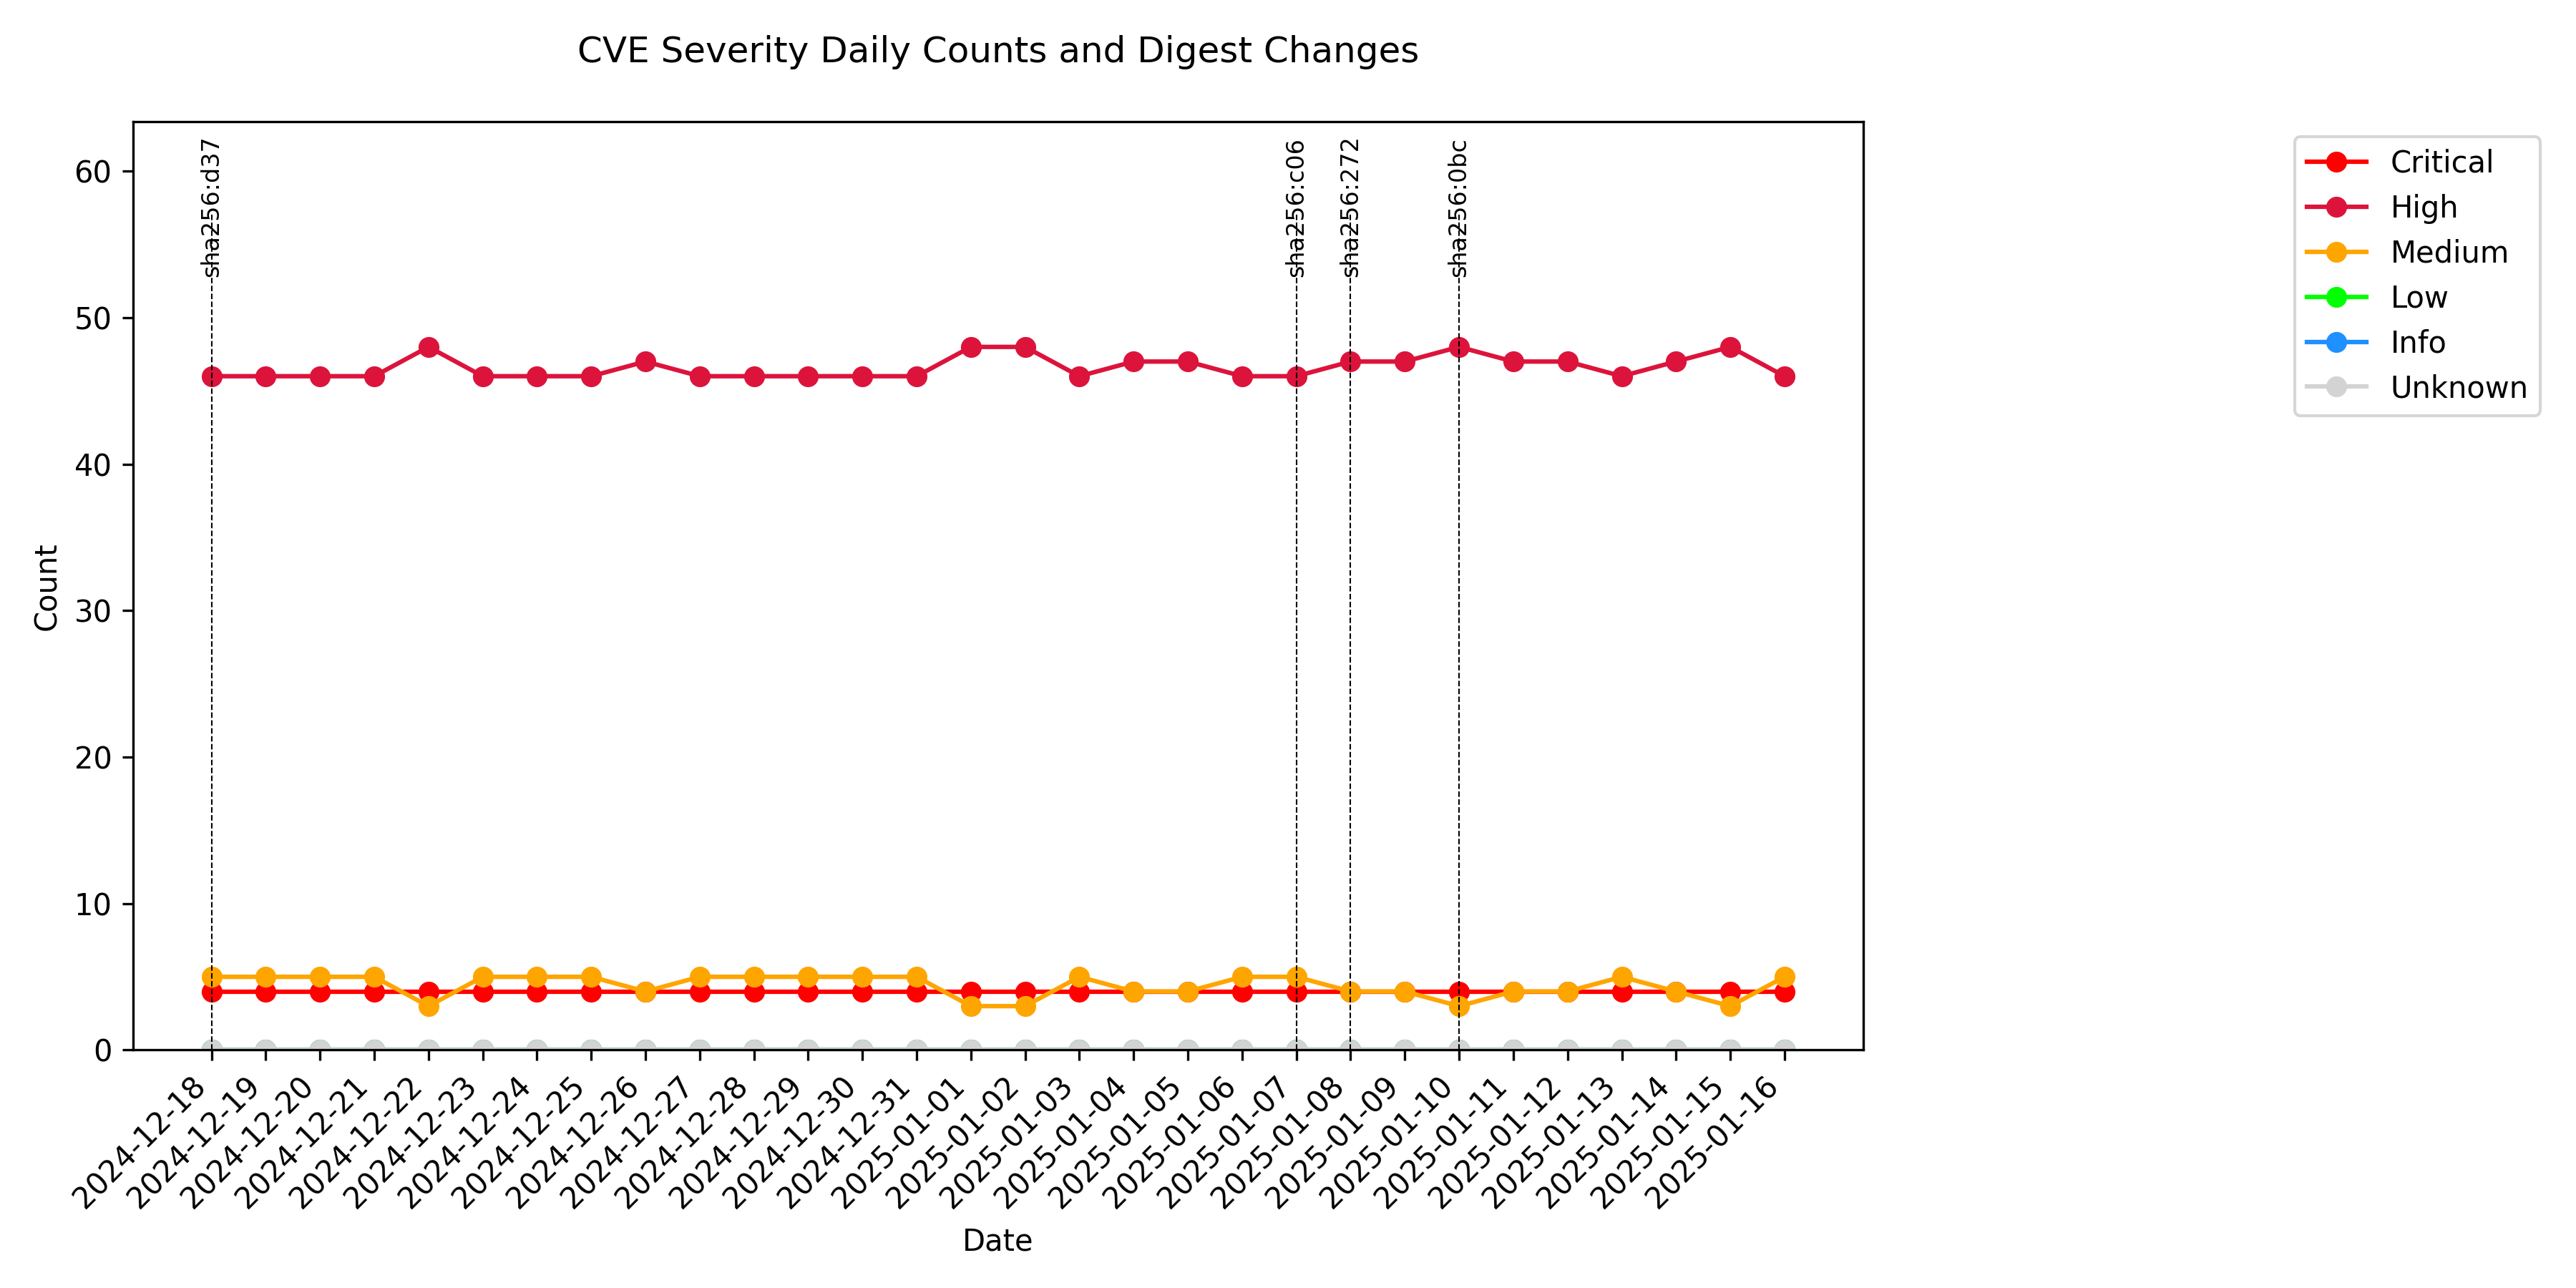 CVE Severity Daily Counts and Digest Changes
sha256:d37
sha256:c06
sha256:272
sha256:0bc
Critical
High
Medium
Low
Info
Unknown
Count
60
50
40
30
20
10
0
2024-12-18
2024-12-19
2024-12-20
2024-12-21
2024-12-22
2024-12-23
2024-12-24
2024-12-25
2024-12-26
2024-12-27
2024-12-28
2024-12-29
2024-12-30
2024-12-31
2025-01-01
2025-01-02
2025-01-03
2025-01-04
2025-01-05
2025-01-06
2025-01-07
2025-01-08
2025-01-09
2025-01-10
2025-01-11
2025-01-12
2025-01-13
2025-01-14
2025-01-15
2025-01-16
Date